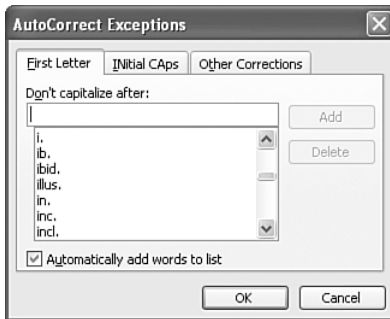 AutoCorrect Exceptions
First Letter INitial CAps Other Corrections
Don't capitalize after:
Add
i.
ib.
Delete
ibid.
illus.
in.
inc.
incl.
Automatically add words to list
OK Cancel